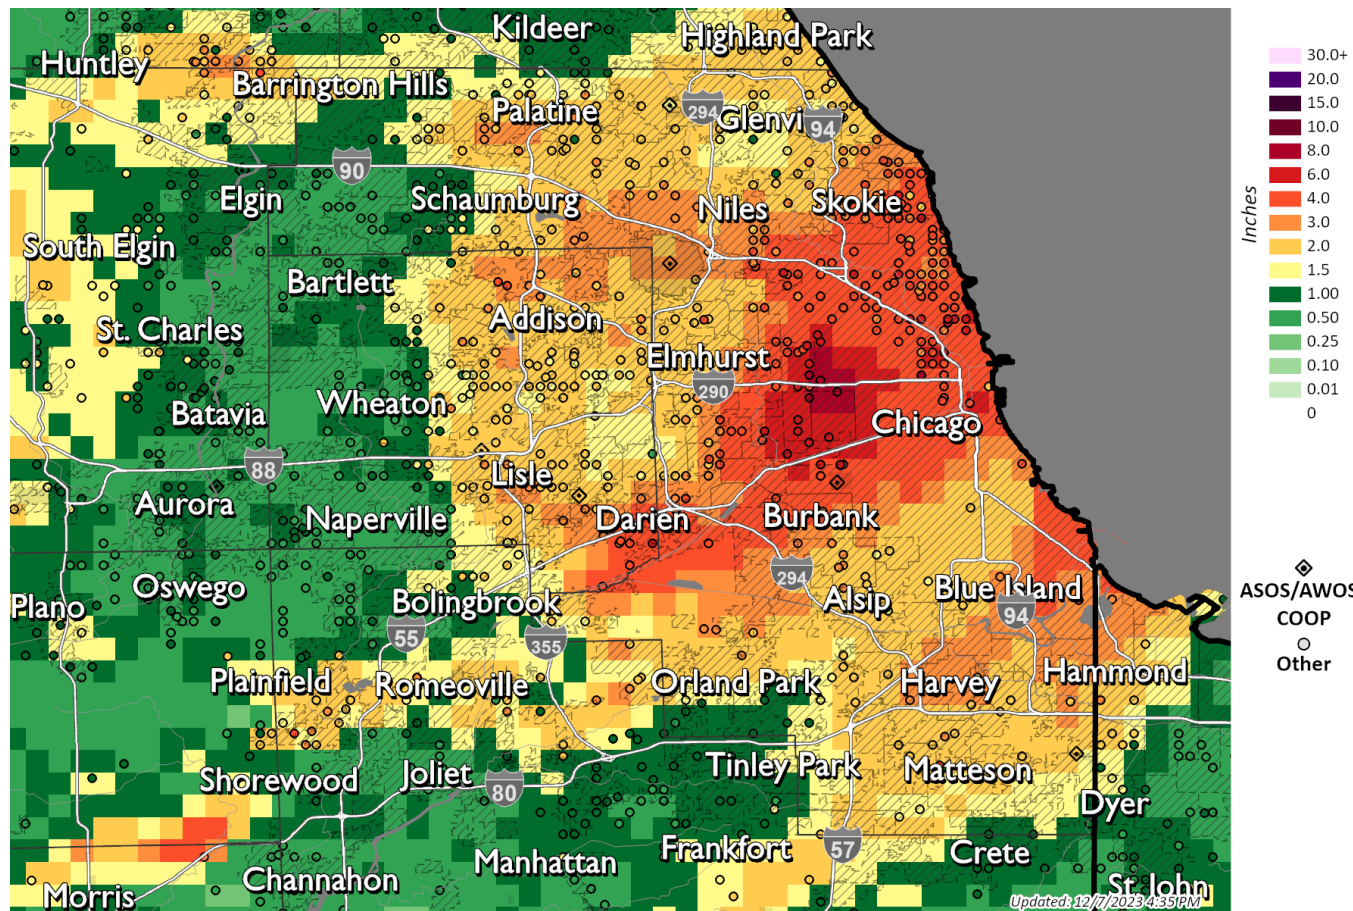 Kildeer
Highland Park
Huntley
Barrington Hills
Palatine
294
Glenvi
94
90
Elgin
Schaumburg
Niles
Skokie
South Elgin
Bartlett
St. Charles
Addison
Elmhurst
290
Batavia
Wheaton
Chicago
88
Lisle
Aurora
Naperville
Darien
Burbank
294
Oswego
Plano
Bolingbrook
Alsip
Blue Island
94
55
355
Plainfield
Romeoville
Orland Park
Harvey
Hammond
Shorewood
Joliet
80
Tinley Park
Matteson
Dyer
Manhattan
Frankfort
57
Crete
Morris
Channahon
St. John
Updated: 12/7/2023 4:35 PM
Inches
30.0+
20.0
15.0
10.0
8.0
6.0
4.0
3.0
2.0
1.5
1.00
0.50
0.25
0.10
0.01
0
ASOS/AWOS
COOP
Other